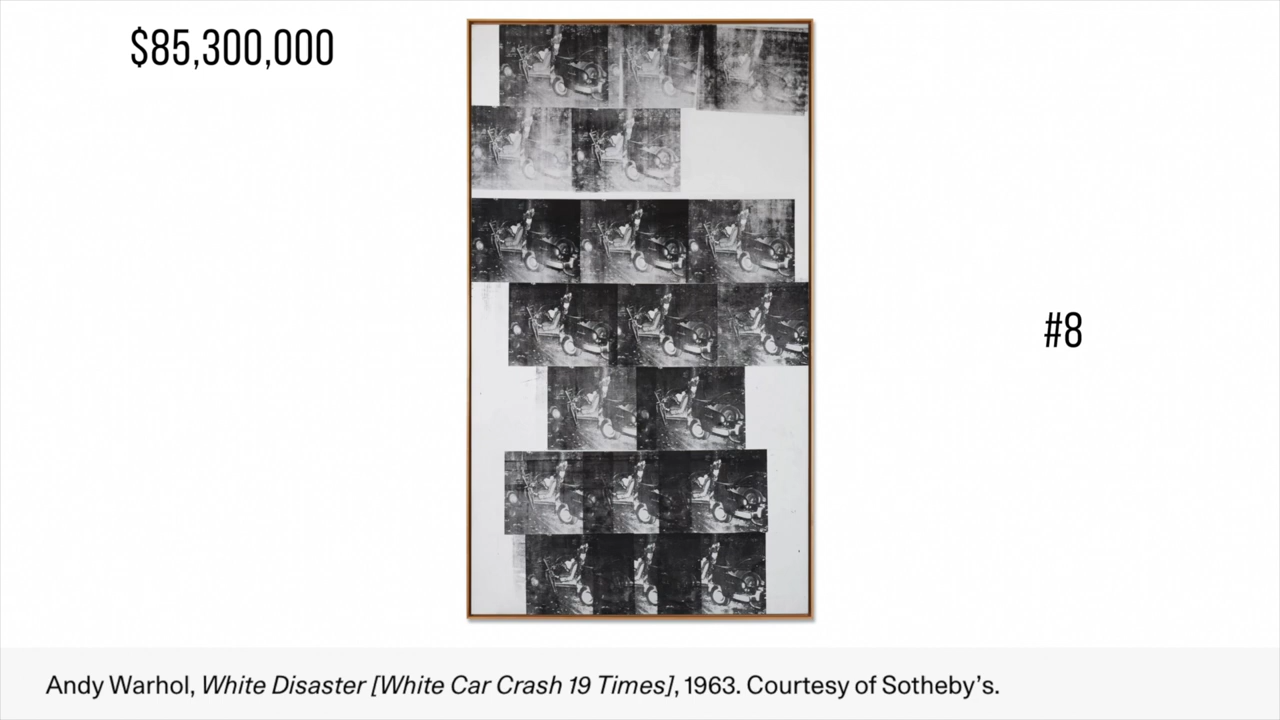 $85,300,000
#8
Andy Warhol, White Disaster [White Car Crash 19 Times], 1963. Courtesy of Sotheby’s.